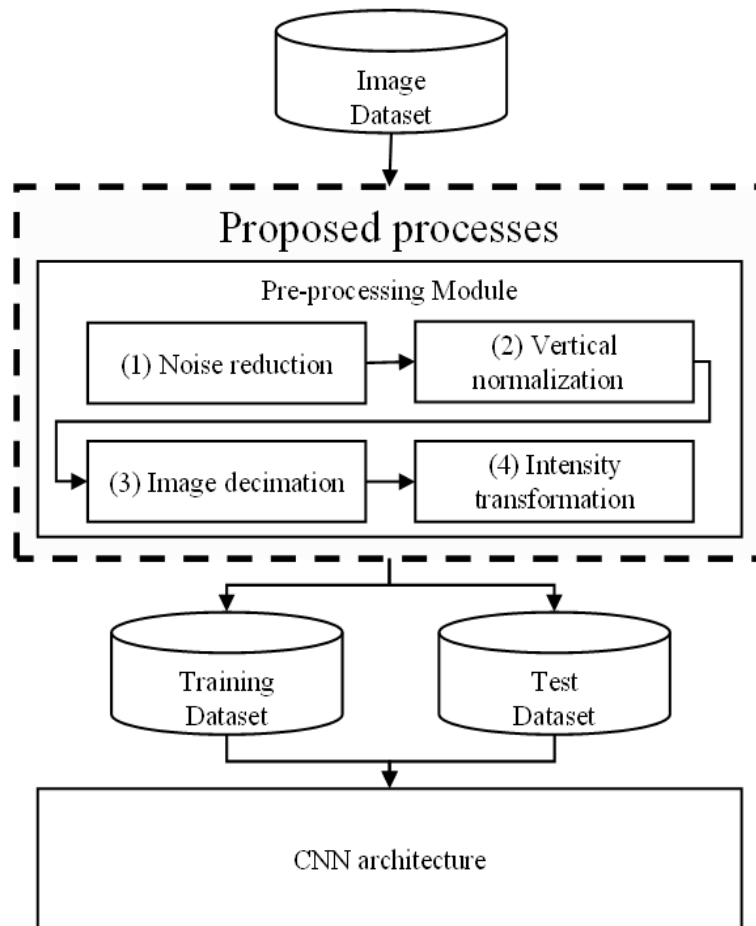 Image
Dataset
Proposed processes
Pre-processing Module
(1) Noise reduction
(2) Vertical
normalization
(3) Image decimation
(4) Intensity
transformation
Training
Dataset
Test
Dataset
CNN architecture